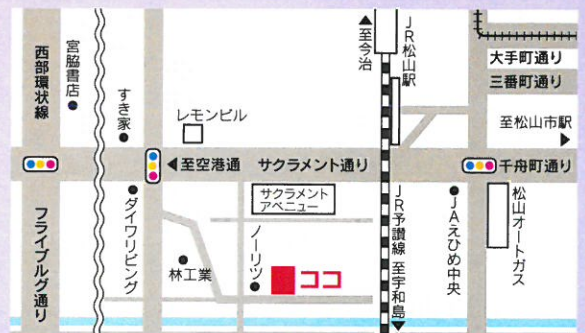 西部環状線
宮脇書店
すき家
レモンビル
▲至今治
JR松山駅
大手町通り
三番町通り
至松山市駅▶
◀至空港通
サクラメント通り
千舟町通り
フライブルグ通り
ダイワリビング
林工業
ノーリツ
サクラメント
アベニュー
ココ
JR予讃線 至宇和島▼
JAえひめ中央
松山オートガス